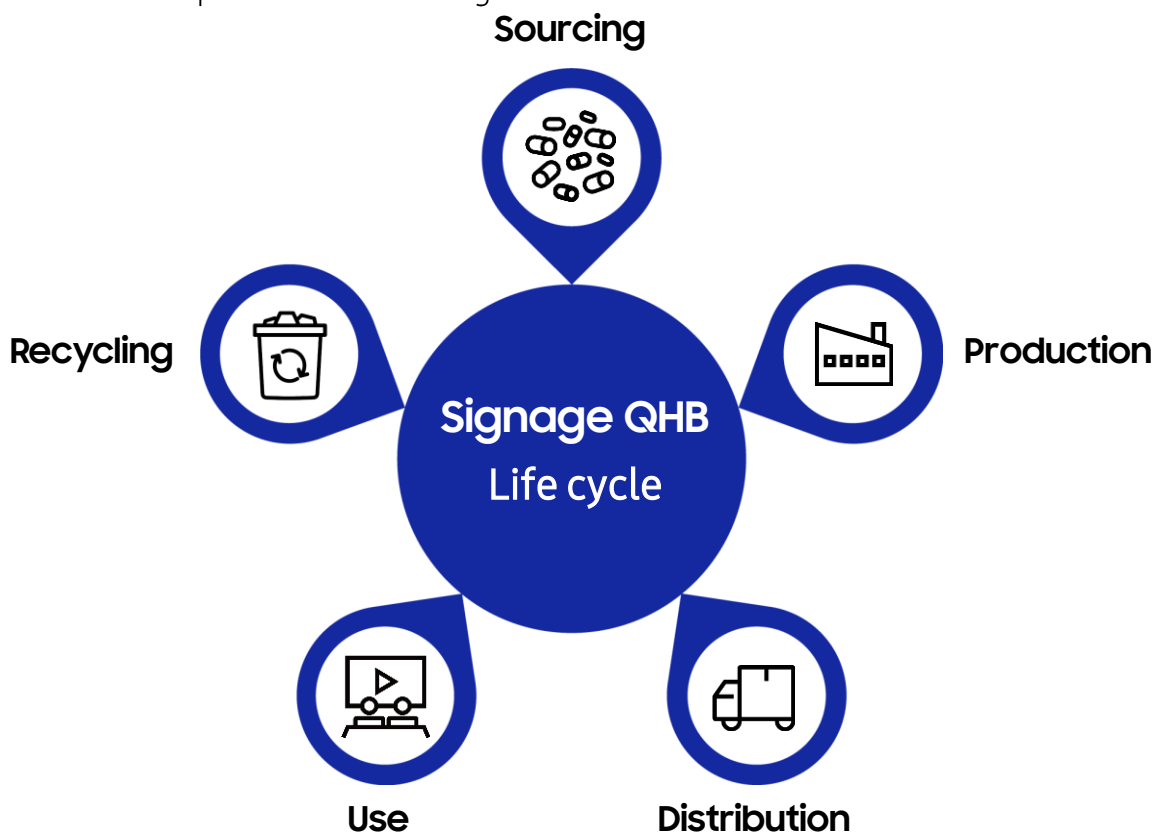 Sourcing
Recycling
Production
Signage QHB
Life cycle
Use
Distribution